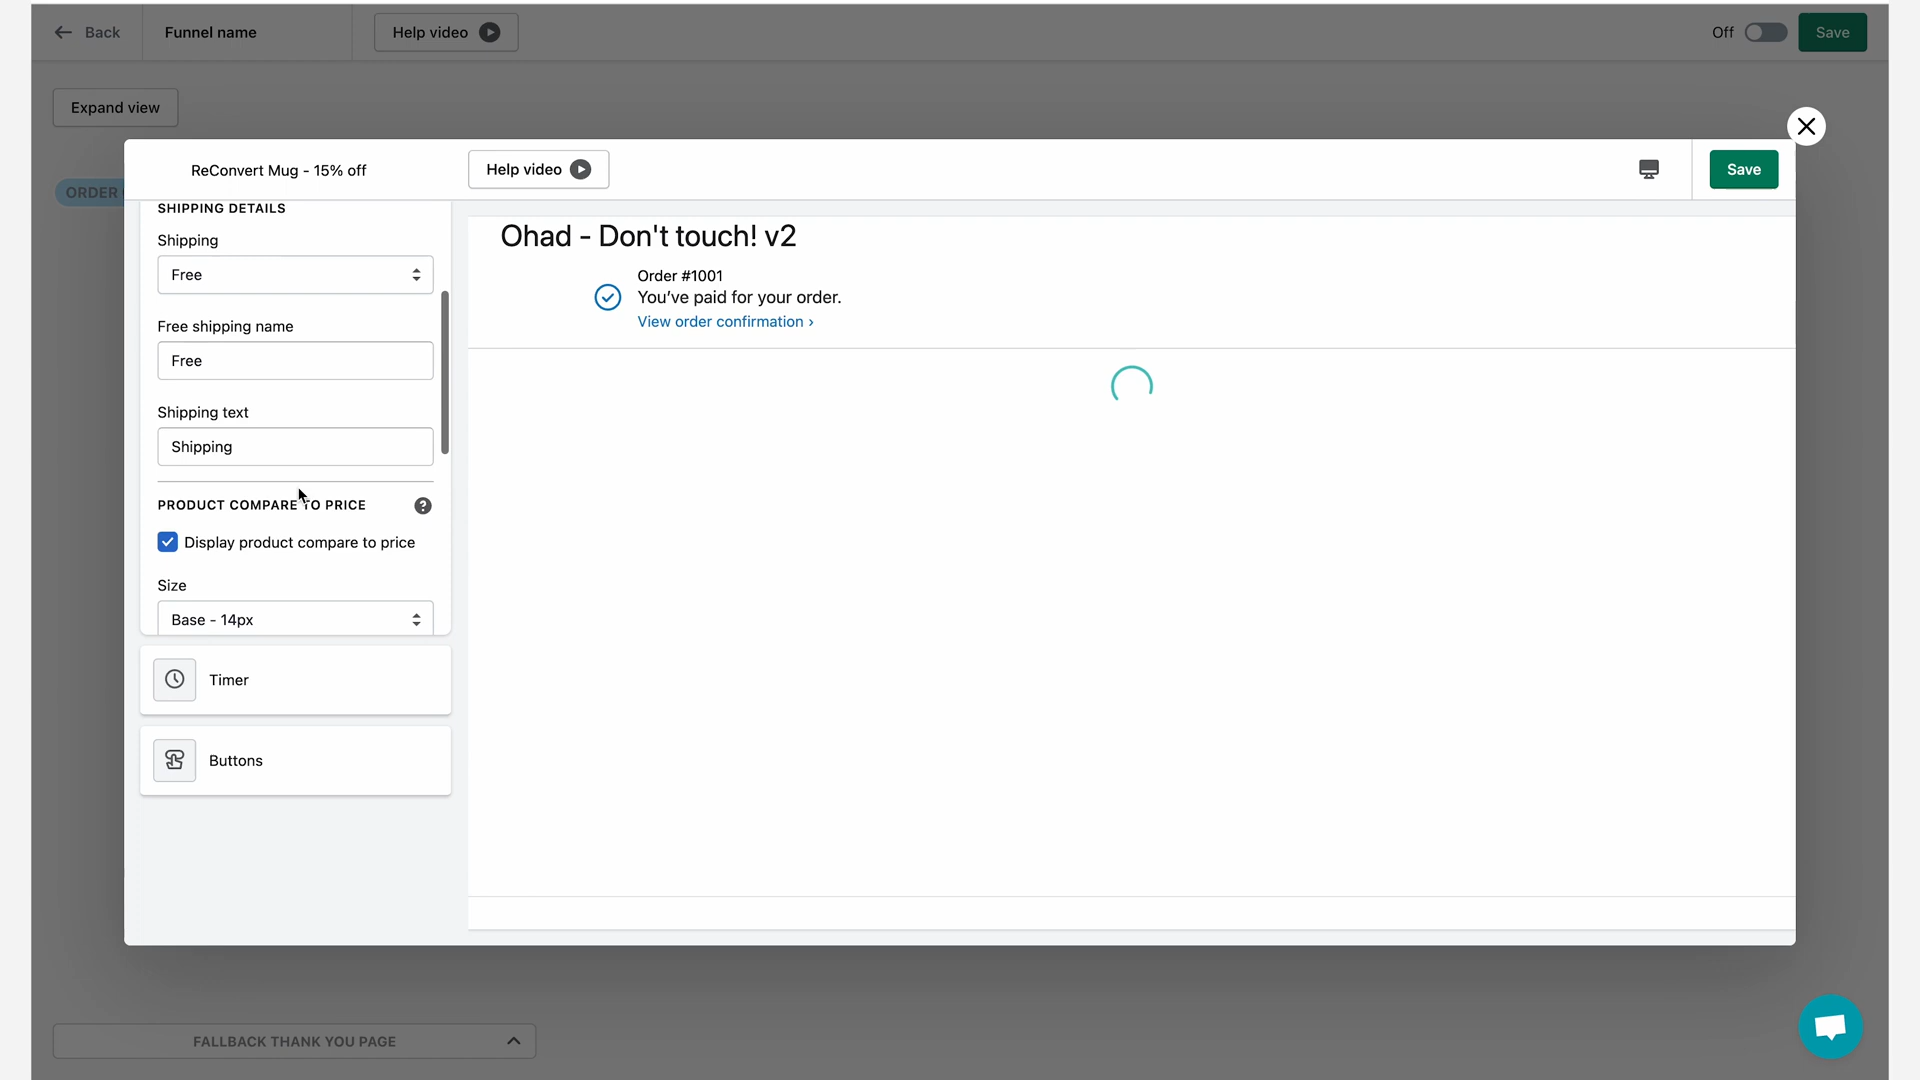 Back
Funnel name
Help video
Off
Save
Expand view
ORDER
ReConvert Mug - 15% off
Help video
Save
SHIPPING DETAILS
Shipping
Free
Free shipping name
Free
Shipping text
Shipping
PRODUCT COMPARE TO PRICE
Display product compare to price
Size
Base - 14px
Timer
Buttons
Ohad - Don't touch! v2
Order #1001
You've paid for your order.
View order confirmation ›
FALLBACK THANK YOU PAGE